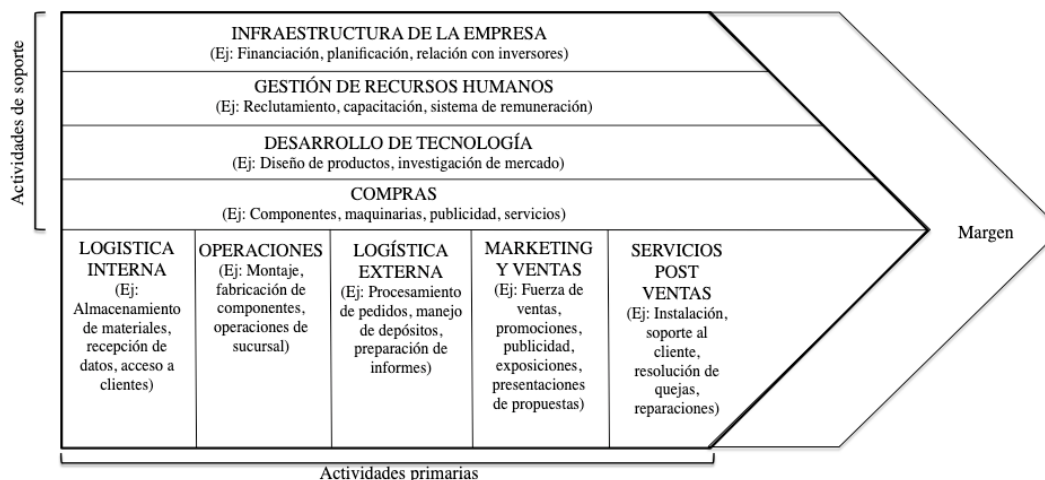 Actividades de soporte
INFRAESTRUCTURA DE LA EMPRESA
(Ej: Financiación, planificación, relación con inversores)
GESTIÓN DE RECURSOS HUMANOS
(Ej: Reclutamiento, capacitación, sistema de remuneración)
DESARROLLO DE TECNOLOGÍA
(Ej: Diseño de productos, investigación de mercado)
COMPRAS
(Ej: Componentes, maquinarias, publicidad, servicios)
LOGISTICA
INTERNA
(Ej:
Almacenamiento
de materiales,
recepción de
datos, acceso a
clientes)
OPERACIONES
(Ej: Montaje,
fabricación de
componentes,
operaciones de
sucursal)
LOGÍSTICA
EXTERNA
(Ej: Procesamiento
de pedidos, manejo
de depósitos,
preparación de
informes)
MARKETING
Y VENTAS
(Ej: Fuerza de
ventas,
promociones,
publicidad,
exposiciones,
presentaciones
de propuestas)
SERVICIOS
POST
VENTAS
(Ej: Instalación,
soporte al
cliente,
resolución de
quejas,
reparaciones)
Margen
Actividades primarias